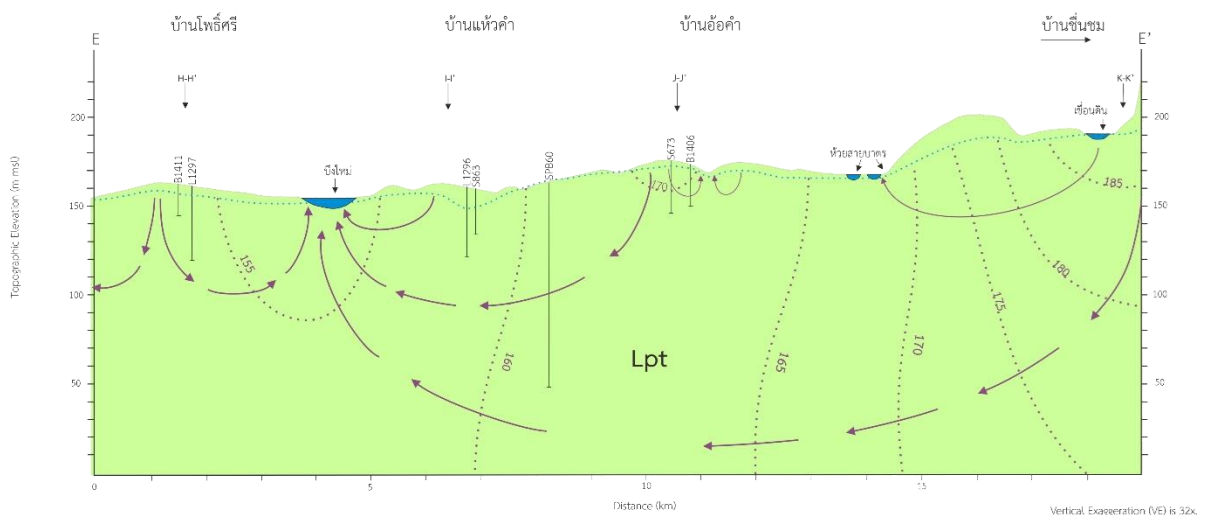 บ้านโพธิ์ศรี
บ้านแห้วคำ
บ้านอ้อคำ
บ้านชื่นชม
E
E'
H-H'
I-I'
J-J'
K-K'
เขื่อนดิน
200
200
B1411
1297
บึงใหม่
1296
S863
SPB60
S673
B1406
ห้วยสายบาตร
170
185
150
150
Topographic Elevation (m msl)
155
180
100
100
175
Lpt
160
165
170
50
50
0
5
10
15
Distance (km)
Vertical Exaggeration (VE) is 32x.